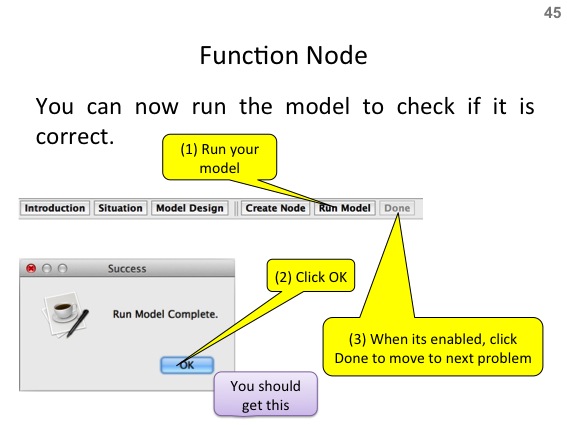 45
Function Node
You can now run the model to check if it is
correct.
(1) Run your
model
Introduction Situation Model Design Create Node Run Model Done
Success
(2) Click OK
Run Model Complete.
(3) When its enabled, click
Done to move to next problem
OK
You should
get this